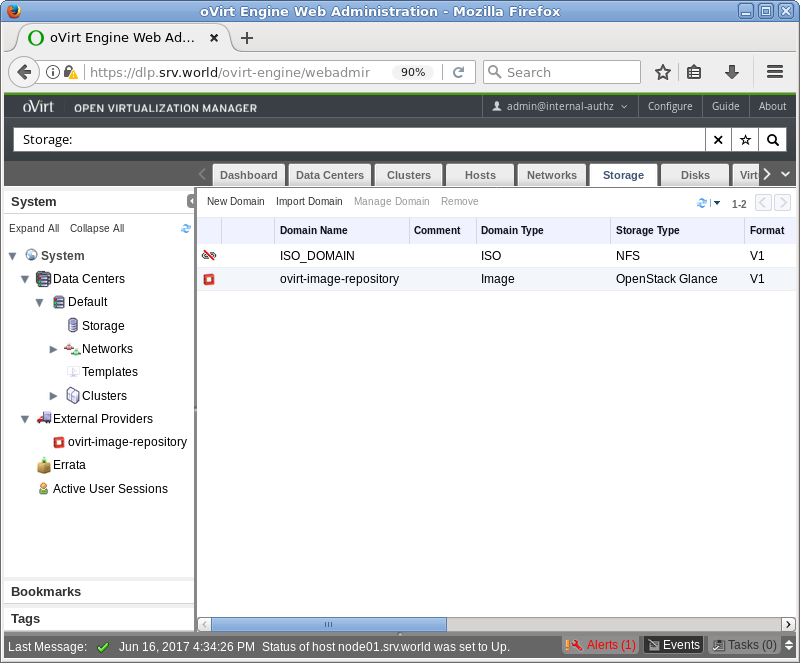 oVirt Engine Web Administration - Mozilla Firefox
oVirt Engine Web Ad...
https://dlp.srv.world/ovirt-engine/webadmir 90% Search
oVirt OPEN VIRTUALIZATION MANAGER admin@internal-authz Configure Guide About
Storage:
Dashboard Data Centers Clusters Hosts Networks Storage Disks Virt
System
New Domain Import Domain Manage Domain Remove 1-2
Expand All Collapse All
Domain Name Comment Domain Type Storage Type Format
ISO_DOMAIN ISO NFS V1
ovirt-image-repository Image OpenStack Glance V1
System
Data Centers
Default
Storage
Networks
Templates
Clusters
External Providers
ovirt-image-repository
Errata
Active User Sessions
Bookmarks
Tags
Last Message: Jun 16, 2017 4:34:26 PM Status of host node01.srv.world was set to Up. Alerts (1) Events Tasks (0)